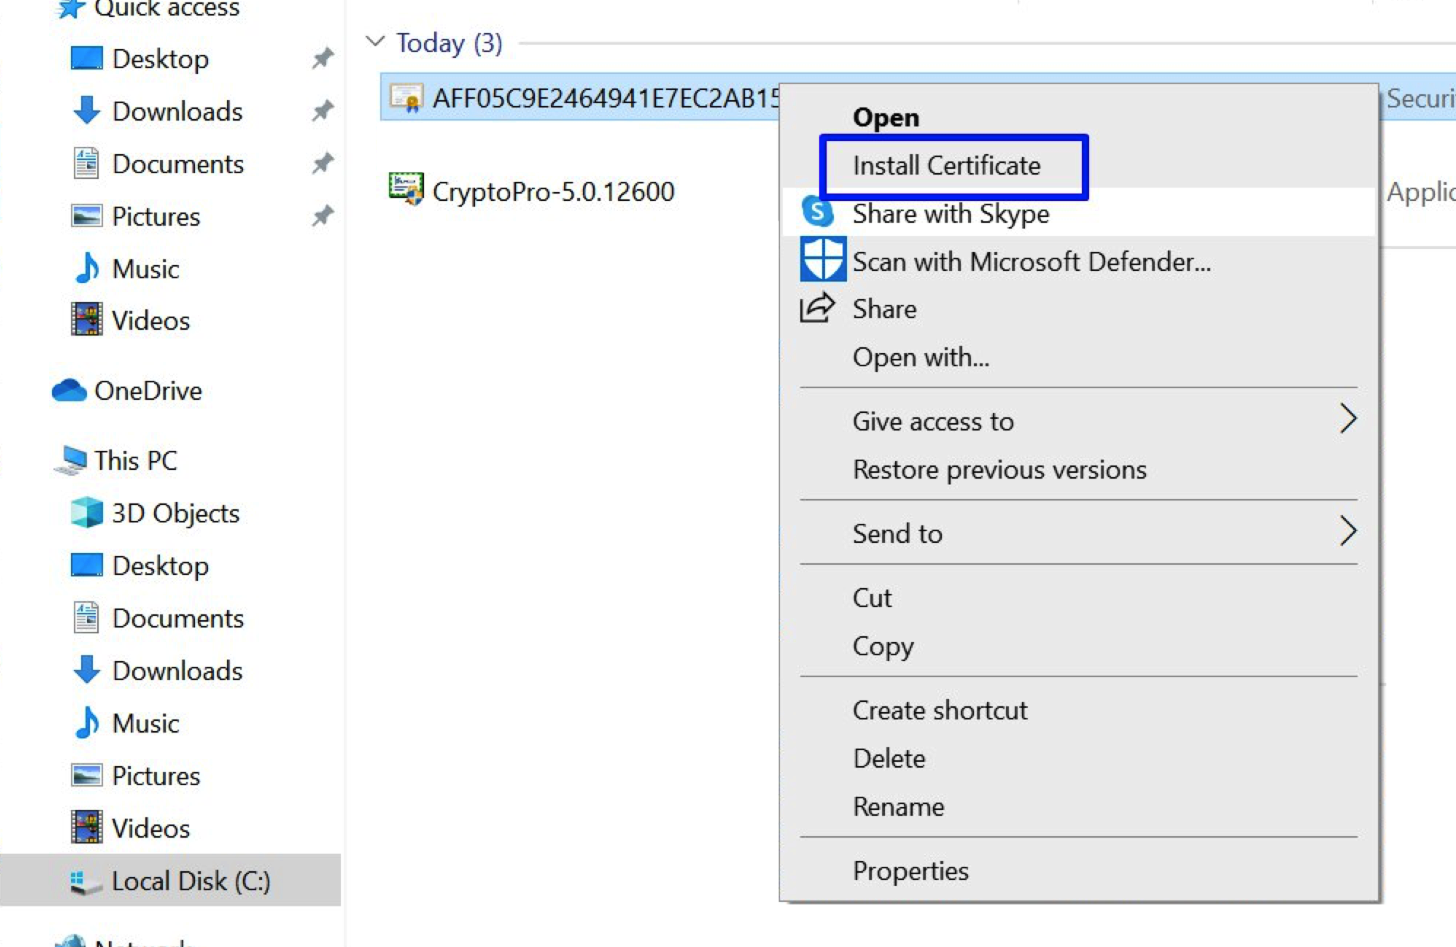 Quick access
Desktop
Downloads
Documents
Pictures
Music
Videos
OneDrive
This PC
3D Objects
Desktop
Documents
Downloads
Music
Pictures
Videos
Local Disk (C:)
Today (3)
AFF05C9E2464941E7EC2AB15
CryptoPro-5.0.12600
Securi
Applic
Open
Install Certificate
Share with Skype
Scan with Microsoft Defender...
Share
Open with...
Give access to
Restore previous versions
Send to
Cut
Copy
Create shortcut
Delete
Rename
Properties